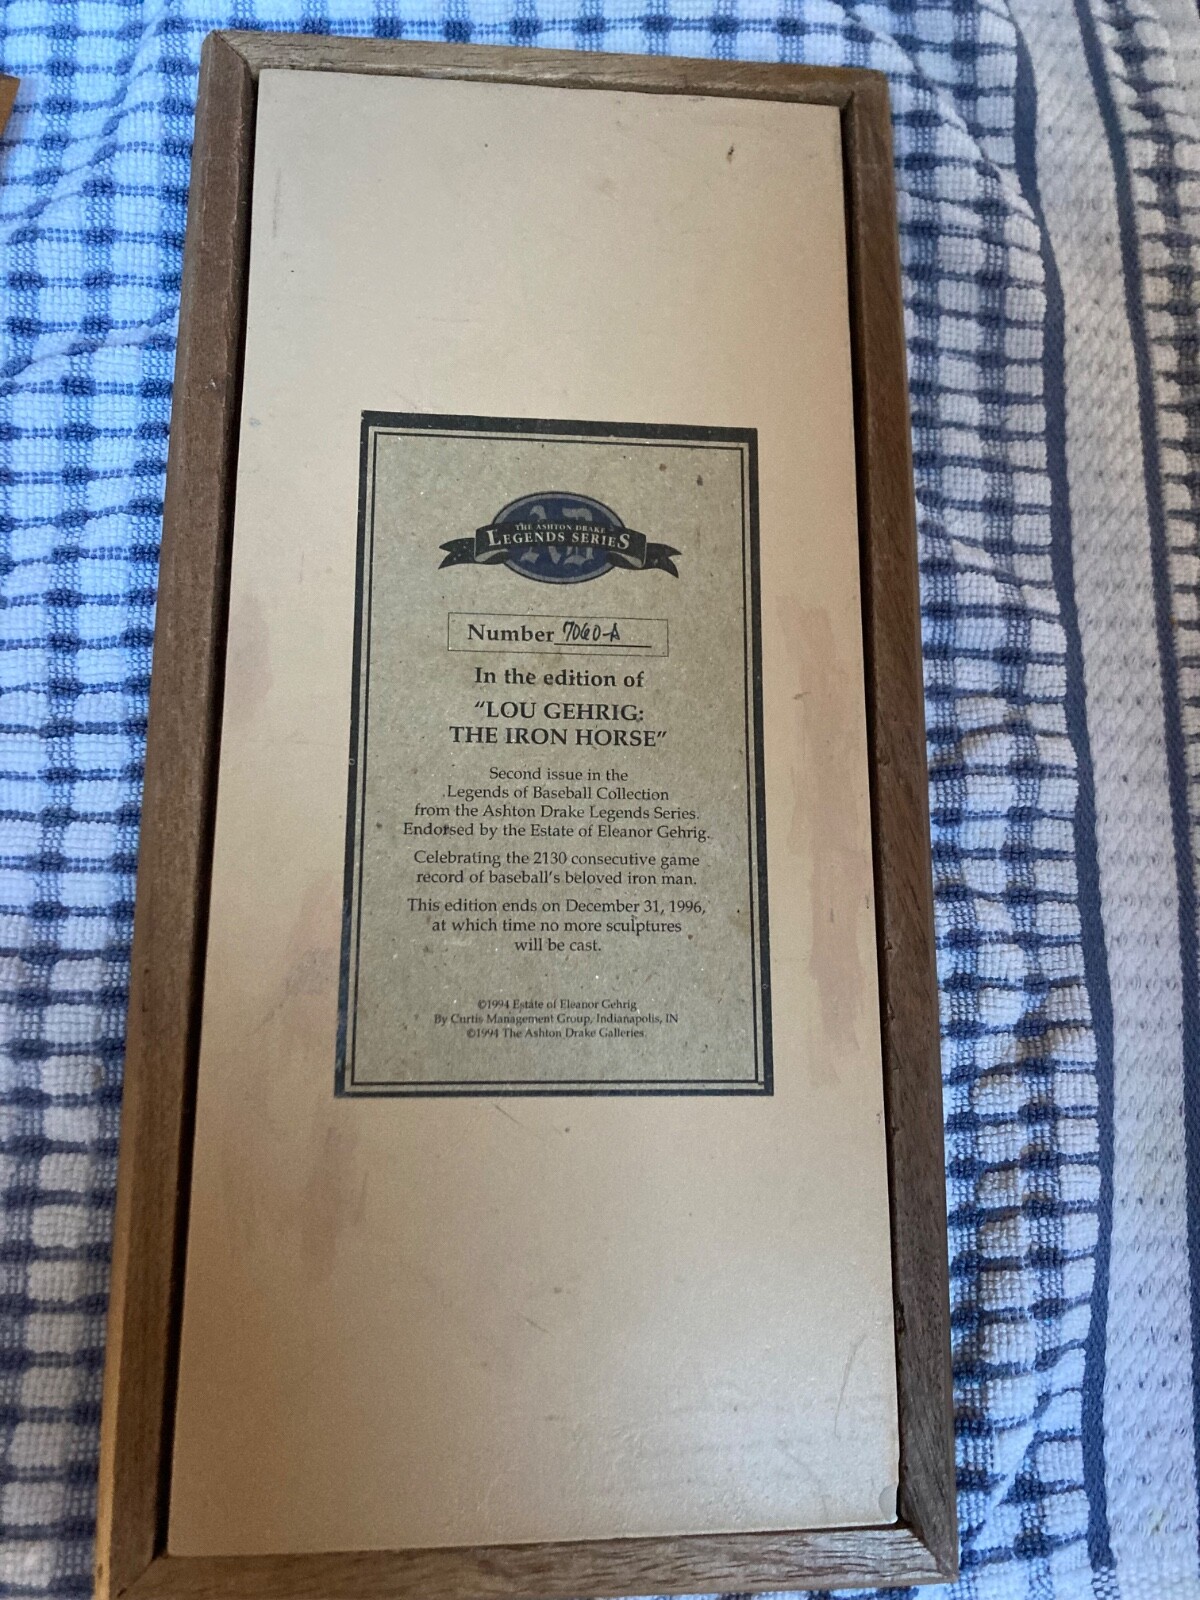 THE ASHTON DRAKE
LEGENDS SERIES
Number 7060-A
In the edition of
"LOU GEHRIG:
THE IRON HORSE"
Second issue in the
Legends of Baseball Collection
from the Ashton Drake Legends Series.
Endorsed by the Estate of Eleanor Gehrig.
Celebrating the 2130 consecutive game
record of baseball's beloved iron man.
This edition ends on December 31, 1996,
at which time no more sculptures
will be cast.
©1994 Estate of Eleanor Gehrig
By Curtis Management Group, Indianapolis, IN
©1994 The Ashton Drake Galleries.